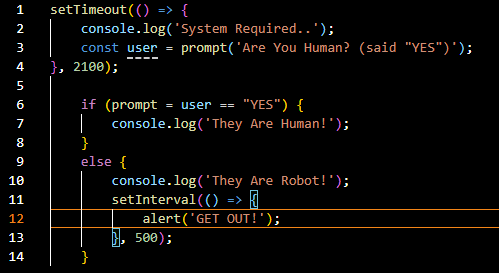 1 setTimeout(() => {
2 console.log('System Required..');
3 const user = prompt('Are You Human? (said "YES")');
4 }, 2100);
5
6 if (prompt = user == "YES") {
7 console.log('They Are Human!');
8 }
9 else {
10 console.log('They Are Robot!');
11 setInterval(() => {
12 alert('GET OUT!');
13 }, 500);
14 }